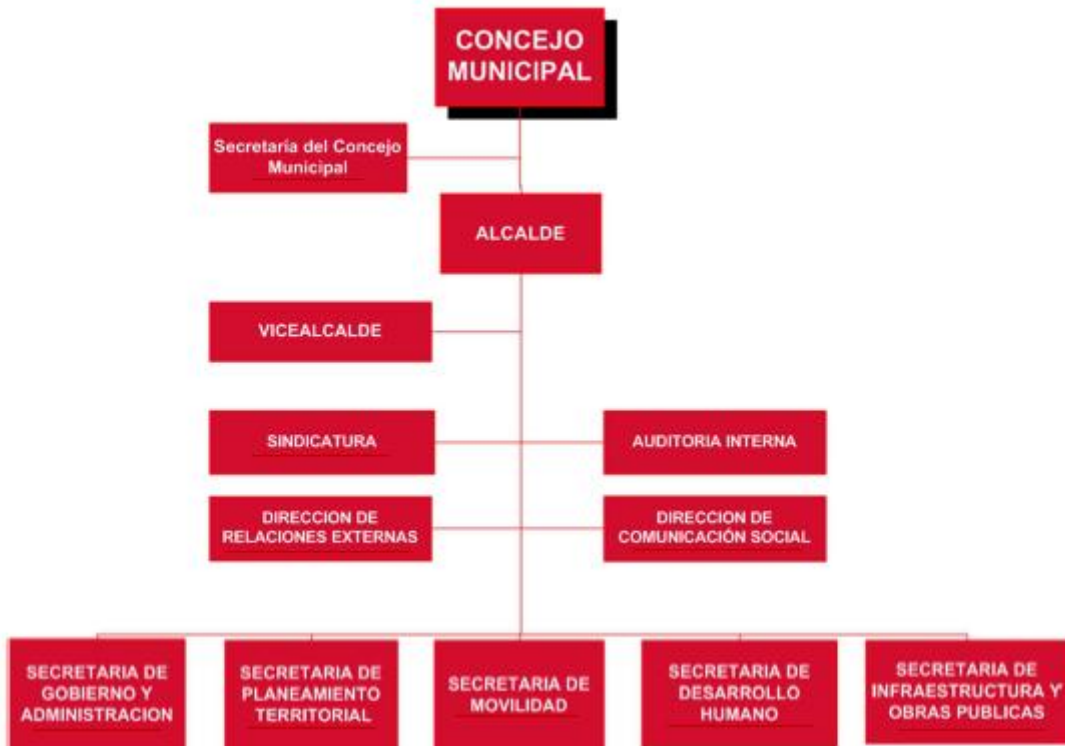 CONCEJO
MUNICIPAL
Secretaría del Concejo
Municipal
ALCALDE
VICEALCALDE
SINDICATURA
AUDITORIA INTERNA
DIRECCION DE
RELACIONES EXTERNAS
DIRECCION DE
COMUNICACIÓN SOCIAL
SECRETARIA DE
GOBIERNO Y
ADMINISTRACION
SECRETARIA DE
PLANEAMIENTO
TERRITORIAL
SECRETARIA DE
MOVILIDAD
SECRETARIA DE
DESARROLLO
HUMANO
SECRETARIA DE
INFRAESTRUCTURA Y
OBRAS PUBLICAS